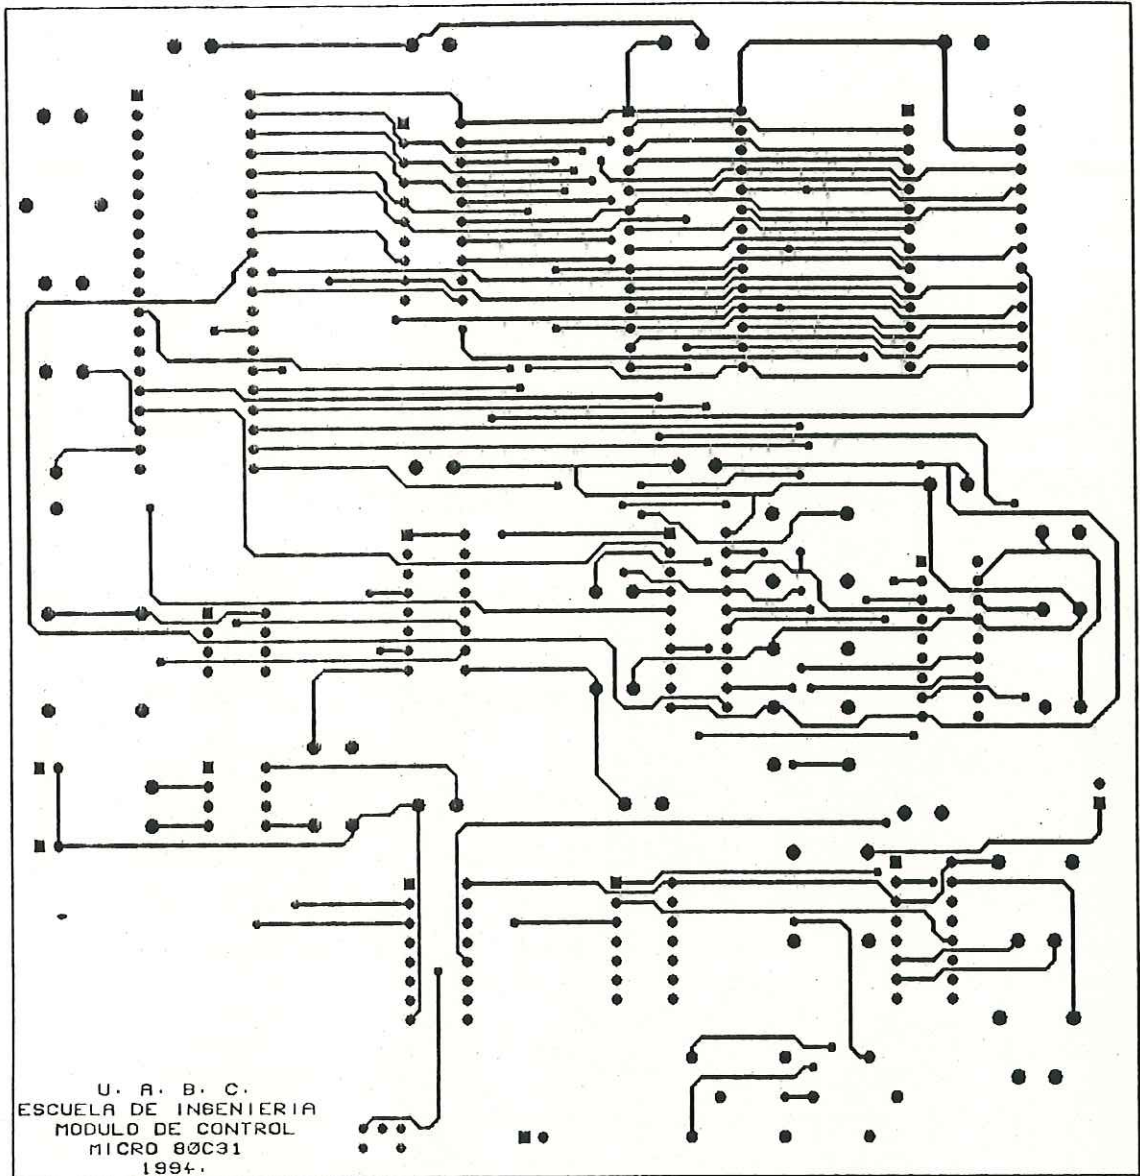 U. A. B. C.
ESCUELA DE INGENIERIA
MODULO DE CONTROL
MICRO 80C31
1994.